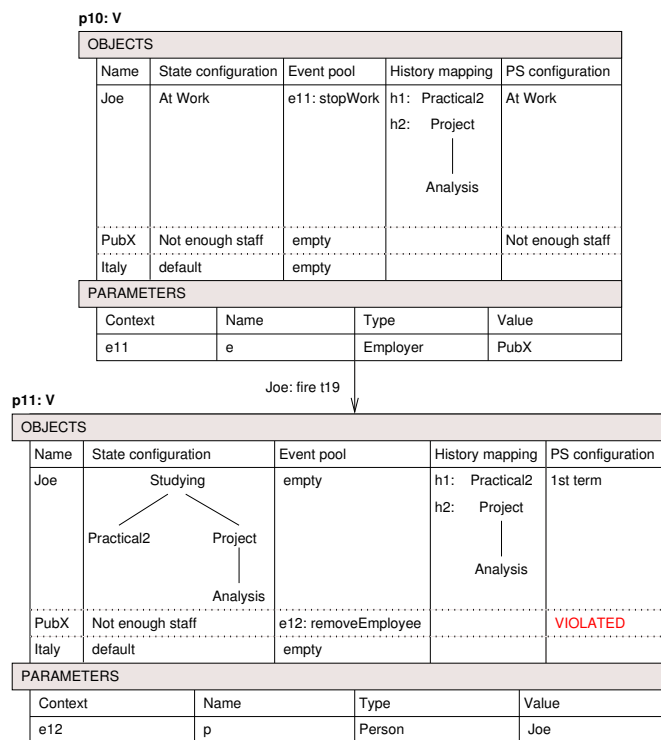 p10: V
OBJECTS
Name State configuration Event pool History mapping PS configuration
Joe At Work e11: stopWork h1: Practical2 At Work
h2: Project
Analysis
PubX Not enough staff empty Not enough staff
Italy default empty
PARAMETERS
Context Name Type Value
e11 e Employer PubX
Joe: fire t19
p11: V
OBJECTS
Name State configuration Event pool History mapping PS configuration
Joe Studying empty h1: Practical2 1st term
h2: Project
Practical2 Project
Analysis
Analysis
PubX Not enough staff e12: removeEmployee VIOLATED
Italy default empty
PARAMETERS
Context Name Type Value
e12 p Person Joe